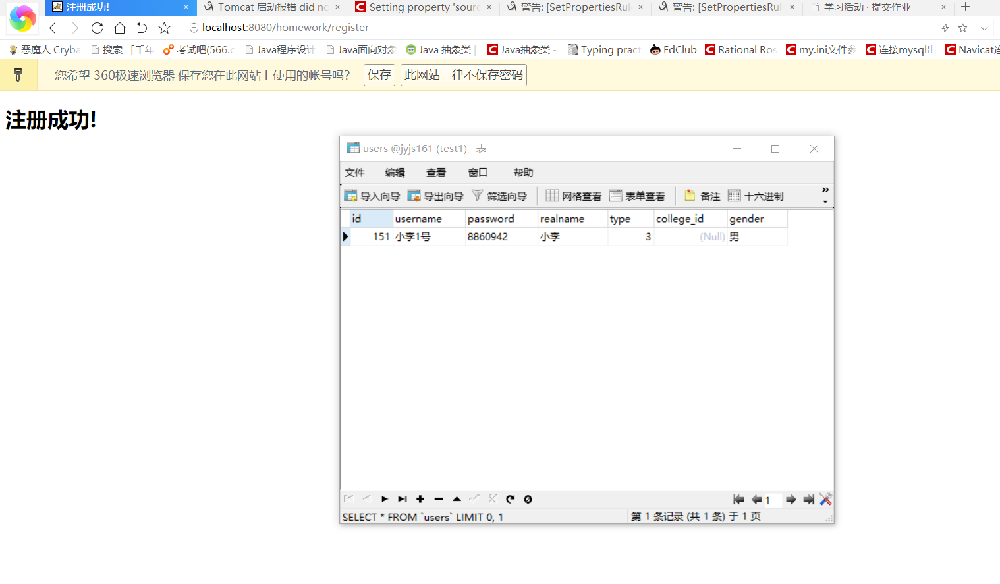 注册成功! × Tomcat 启动报错 did no × Setting property 'sour × 警告: [SetPropertiesRul × 警告: [SetPropertiesRul × 学习活动 · 提交作业 ×
localhost:8080/homework/register
恶魔人 Cryba 搜索 「千年 考试吧(566.c Java程序设计 Java面向对象 Java 抽象类 | Java抽象类 - Typing pract EdClub Rational Ros my.ini文件参 连接mysql出 Navicat连
您希望 360极速浏览器 保存您在此网站上使用的帐号吗? 保存 此网站一律不保存密码
注册成功!
users @jyjs161 (test1) - 表
文件 编辑 查看 窗口 帮助
导入向导 导出向导 筛选向导 网格查看 表单查看 备注 十六进制
id username password realname type college_id gender
151 小李1号 8860942 小李 3 (Null) 男
1
SELECT * FROM `users` LIMIT 0, 1 第 1 条记录 (共 1 条) 于 1 页